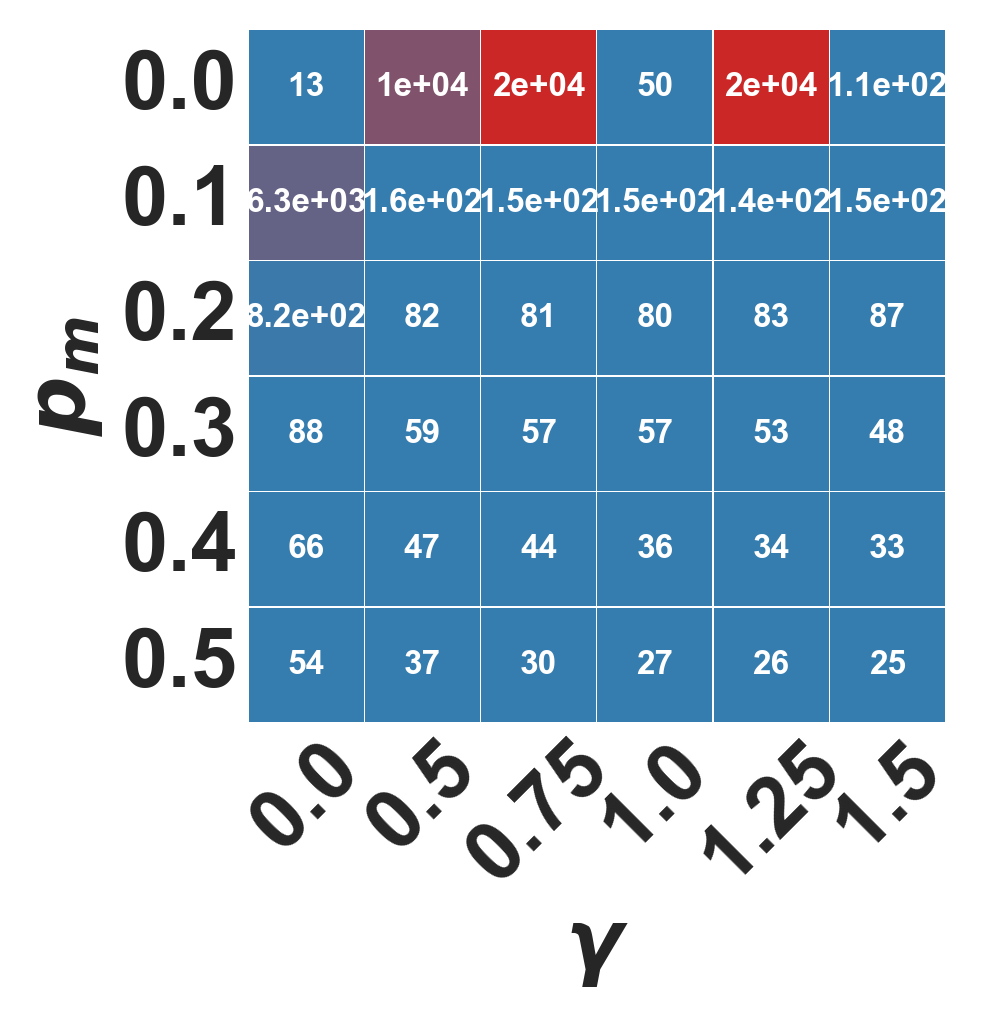 0.0 13 1e+04 2e+04 50 2e+04 1.1e+02
0.1 6.3e+03 1.6e+02 1.5e+02 1.5e+02 1.4e+02 1.5e+02
0.2 8.2e+02 82 81 80 83 87
0.3 88 59 57 57 53 48
0.4 66 47 44 36 34 33
0.5 54 37 30 27 26 25
p_m
0.0 0.5 0.75 1.0 1.25 1.5
γ